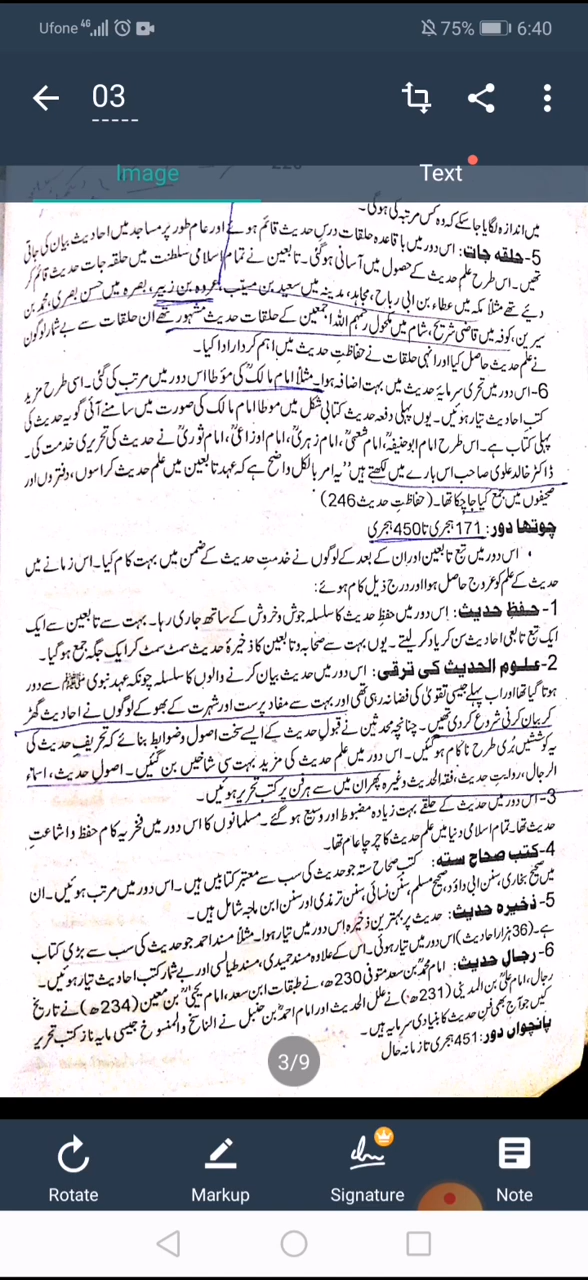 Ufone 4G 75% 6:40
03
Image Text
میں اندازہ لگایا جا سکے کہ وہ کس مرتبہ کی ہو گی۔
5- حلقہ جات: اس دور میں باقاعدہ حلقات درس حدیث قائم ہوئے اور عام طور پر مساجد میں احادیث بیان کی جاتی
تھیں۔ اس طرح علم حدیث کے حصول میں آسانی ہو گئی۔ تابعین نے تمام اسلامی سلطنت میں حلقہ جات حدیث قائم کر
دیئے تھے مثلاً مکہ میں عطاء بن ابی رباح، مجاہد، مدینہ میں سعید بن مسیّب، عروہ بن زبیر، بصرہ میں حسن بصری، محمد بن
سیرین، کوفہ میں قاضی شریح، شام میں مکحول رحمہم اللہ اجمعین کے حلقات حدیث مشہور تھے ان حلقات سے بے شمار لوگوں
نے علم حدیث حاصل کیا اور انہی حلقات نے حفاظتِ حدیث میں اہم کردار ادا کیا۔
6- اس دور میں تحریری سرمایۂ حدیث میں بہت اضافہ ہوا۔ مثلاً امام مالکؒ کی مؤطا اس دور میں مرتب کی گئی۔ اسی طرح مزید
کتب احادیث تیار ہوئیں۔ یوں پہلی دفعہ حدیث کتابی شکل میں موطا امام مالک کی صورت میں سامنے آئی گو یہ حدیث کی
پہلی کتاب ہے۔ اس طرح امام ابو حنیفہؒ، امام شعبیؒ، امام زہریؒ، امام اوزاعیؒ، امام ثوریؒ نے حدیث کی تحریری خدمت کی۔
ڈاکٹر خالد علوی صاحب اس بارے میں لکھتے ہیں "یہ امر بالکل واضح ہے کہ عہد تابعین میں علم حدیث کراسوں، دفتروں اور
صحیفوں میں جمع کیا جا چکا تھا۔ (حفاظتِ حدیث 246)
چوتھا دور: 171 ہجری تا 450 ہجری
اس دور میں تبع تابعین اور ان کے بعد کے لوگوں نے خدمتِ حدیث کے ضمن میں بہت کام کیا۔ اس زمانے میں
حدیث کے علم کو عروج حاصل ہوا اور درج ذیل کام ہوئے:
1- حفظِ حدیث: اس دور میں حفظِ حدیث کا سلسلہ جوش و خروش کے ساتھ جاری رہا۔ بہت سے تابعین سے ایک
ایک تبع تابعی احادیث سن کر یاد کر لیتے۔ یوں بہت سے صحابہ و تابعین کا ذخیرۂ حدیث سمٹ سمٹ کر ایک جگہ جمع ہو گیا۔
2- علوم الحدیث کی ترقی: اس دور میں حدیث بیان کرنے والوں کا سلسلہ چونکہ عہد نبوی ﷺ سے دور
ہوتا گیا تھا اور اب پہلے جیسی تقویٰ کی فضا نہ رہی تھی اور بہت سے مفاد پرست اور شہرت کے بھوکے لوگوں نے احادیث گھڑ
کر بیان کرنی شروع کر دی تھیں۔ چنانچہ محدثین نے قبولِ حدیث کے ایسے سخت اصول و ضوابط بنائے کہ تحریفِ حدیث کی
یہ کوششیں بُری طرح ناکام ہو گئیں۔ اس دور میں علم حدیث کی مزید بہت سی شاخیں بن گئیں۔ اصول حدیث، اسماء
الرجال، روایتِ حدیث، فقہ الحدیث وغیرہ پھر ان میں سے ہر فن پر کتب تحریر ہوئیں۔
3- اس دور میں حدیث کے حلقے بہت زیادہ مضبوط اور وسیع ہو گئے۔ مسلمانوں کا اس دور میں فخر یہ کام حفظ و اشاعتِ
حدیث تھا۔ تمام اسلامی دنیا میں علم حدیث کا چرچا عام تھا۔
4- کتب صحاح ستہ: کتب صحاح ستہ جو حدیث کی سب سے معتبر کتابیں ہیں۔ اس دور میں مرتب ہوئیں۔ ان
میں صحیح بخاری، سنن ابی داؤد، صحیح مسلم، سنن نسائی، سنن ترمذی اور سنن ابن ماجہ شامل ہیں۔
5- ذخیرہ حدیث: حدیث پر بہترین ذخیرہ اس دور میں تیار ہوا۔ مثلاً مسند احمد جو حدیث کی سب سے بڑی کتاب
ہے۔ (36 ہزار احادیث) اس دور میں تیار ہوئی۔ اس کے علاوہ مسند حمیدی، مسند طیالسی اور بے شمار کتب احادیث تیار ہوئیں۔
6- رجالِ حدیث: امام محمدؒ بن سعد متوفی 230ھ، نے طبقات ابن سعد، امام یحییٰؒ بن معین (234ھ) نے تاریخ
رجال، امام علیؒ بن المدینی (231ھ) نے علل الحدیث اور امام احمدؒ بن حنبل نے الناسخ والمنسوخ جیسی مایہ ناز کتب تحریر
کیں جو آج بھی فنِ حدیث کا بنیادی سرمایہ ہیں۔
پانچواں دور: 451 ہجری تا زمانہ حال
3/9
Rotate Markup Signature Note